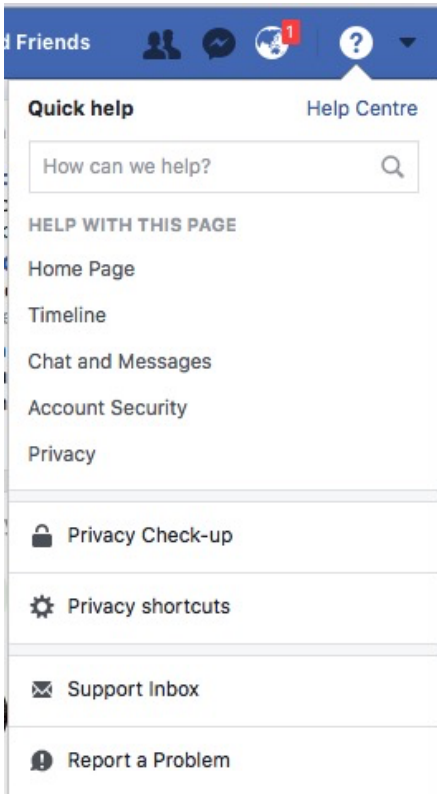 Friends
1
?
Quick help Help Centre
How can we help?
HELP WITH THIS PAGE
Home Page
Timeline
Chat and Messages
Account Security
Privacy
Privacy Check-up
Privacy shortcuts
Support Inbox
Report a Problem